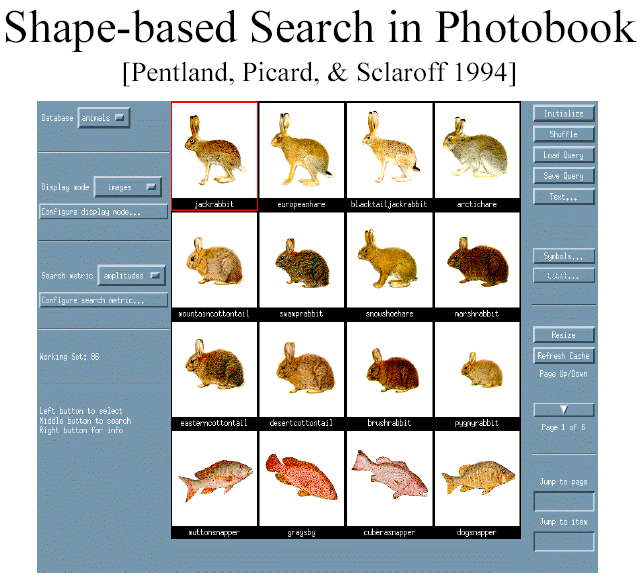 Shape-based Search in Photobook
[Pentland, Picard, & Sclaroff 1994]
Database animals
Display mode images
Configure display mode...
Search metric amplitudes
Configure search metric...
Working Set: 86
Left button to select
Middle button to search
Right button for info
jackrabbit europeanhare blacktailjackrabbit arctichare
mountaincottontail swamprabbit snowshoehare marshrabbit
easterncottontail desertcottontail brushrabbit pygmyrabbit
muttonsnapper graysby cuberasnapper dogsnapper
Initialize
Shuffle
Load Query
Save Query
Text...
Symbols...
Label...
Resize
Refresh Cache
Page Up/Down
Page 1 of 6
Jump to page
Jump to item